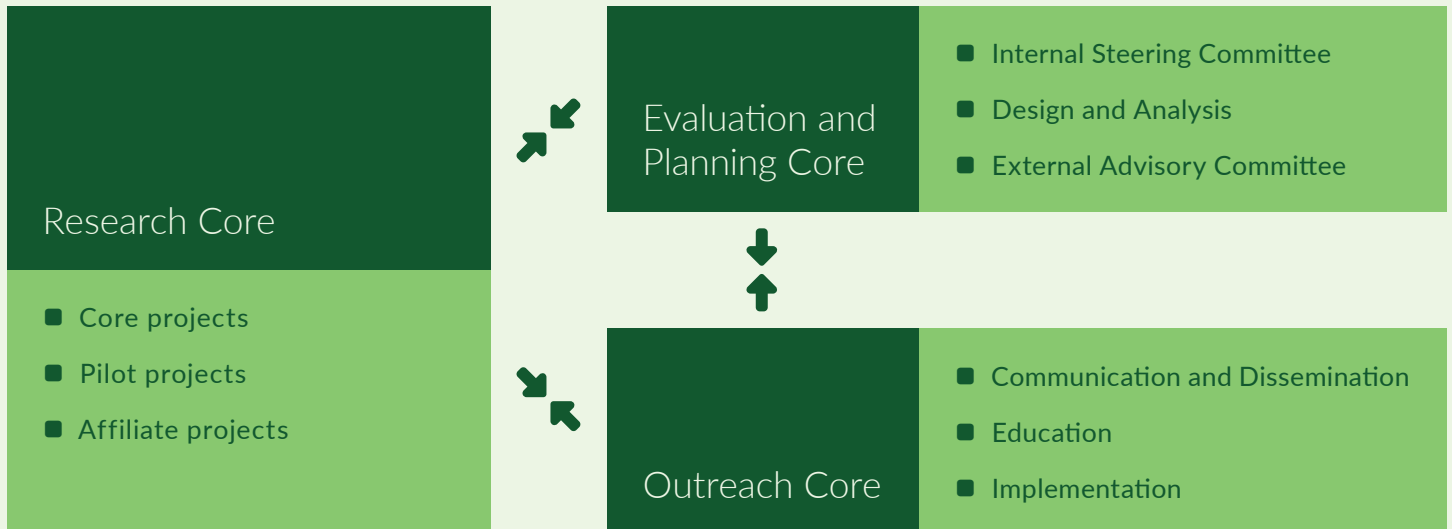 Research Core
Core projects
Pilot projects
Affiliate projects
Evaluation and
Planning Core
Internal Steering Committee
Design and Analysis
External Advisory Committee
Outreach Core
Communication and Dissemination
Education
Implementation